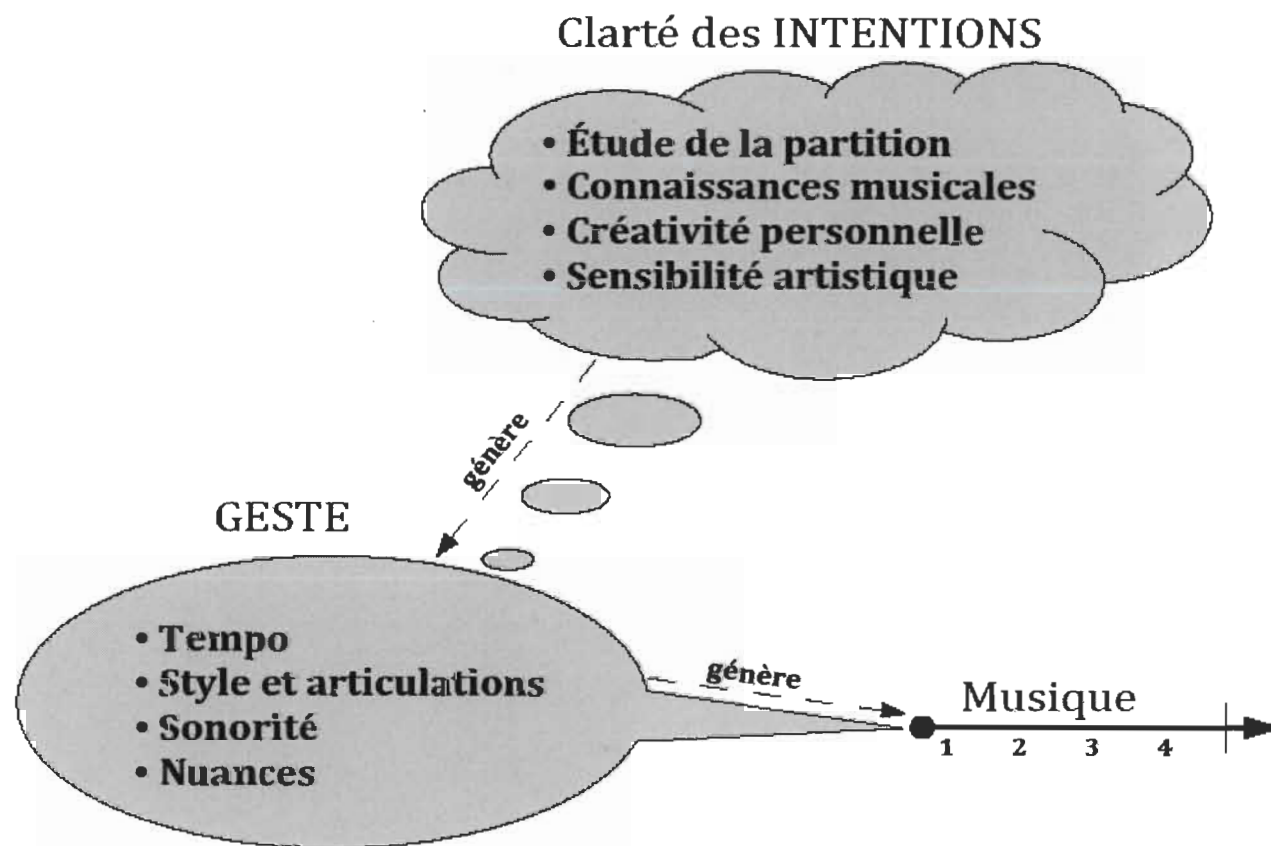 Clarté des INTENTIONS
• Étude de la partition
• Connaissances musicales
• Créativité personnelle
• Sensibilité artistique
génère
GESTE
• Tempo
• Style et articulations
• Sonorité
• Nuances
génère
Musique
1 2 3 4